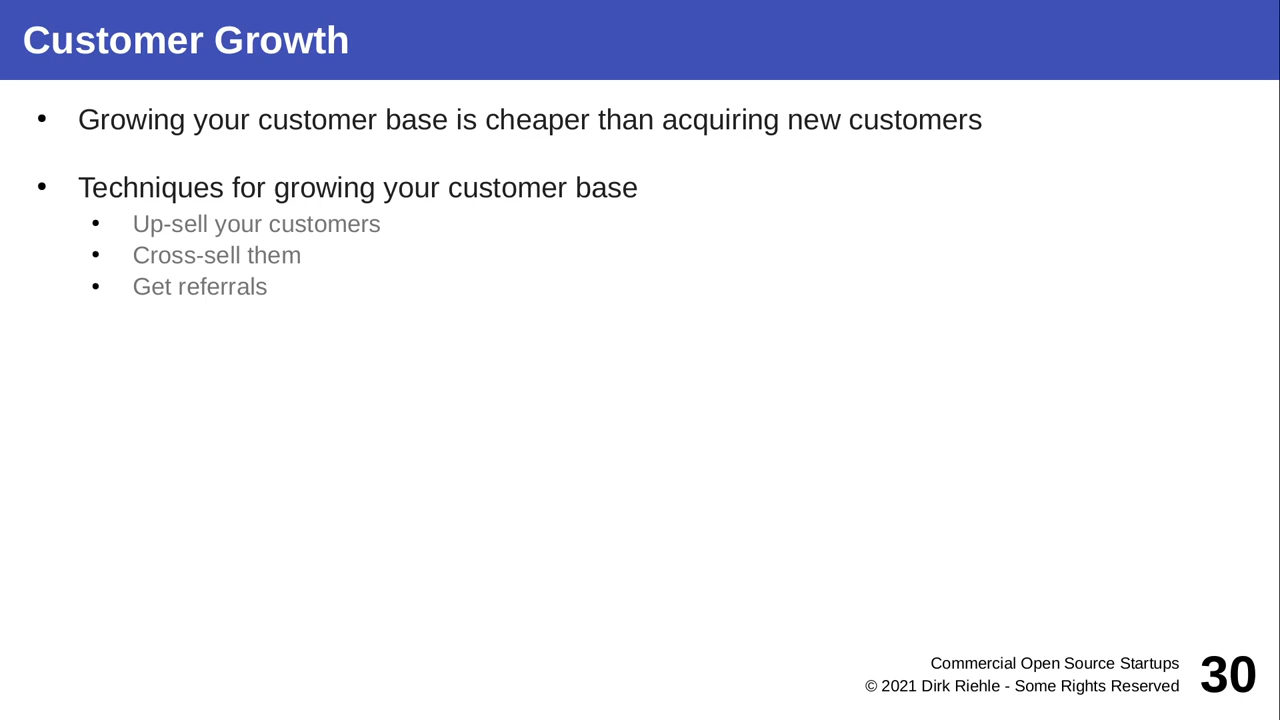 Customer Growth
• Growing your customer base is cheaper than acquiring new customers
• Techniques for growing your customer base
• Up-sell your customers
• Cross-sell them
• Get referrals
Commercial Open Source Startups
© 2021 Dirk Riehle - Some Rights Reserved
30